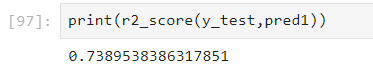 [97]: print(r2_score(y_test,pred1))
0.7389538386317851